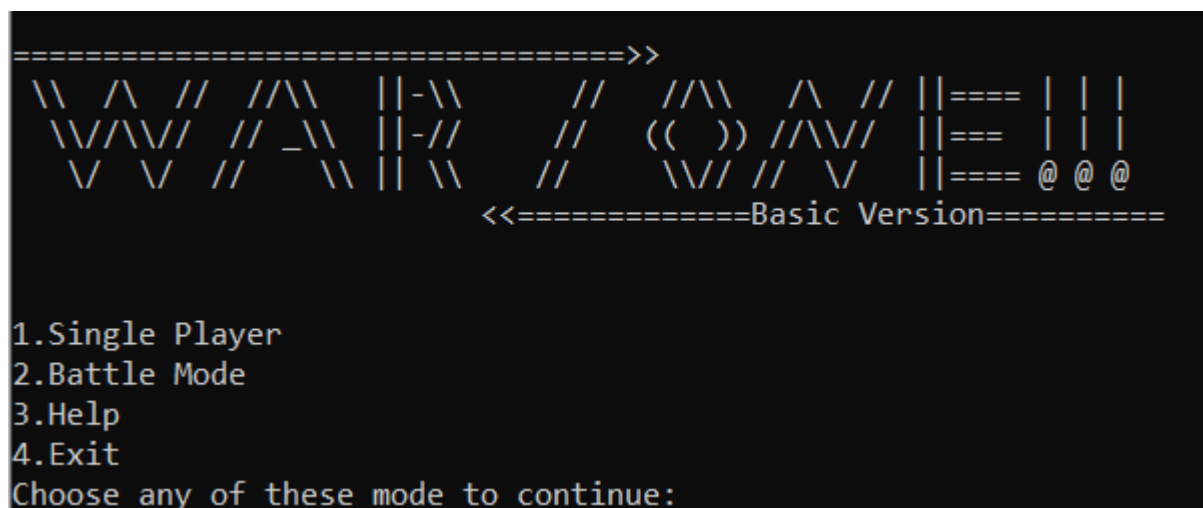 ==================================>>
 \\  /\  //  //\\   ||-\\      //   //\\   /\  // ||==== | | |
  \\//\\//  // _\\  ||-//     //   ((  )) //\\//  ||===  | | |
   \/  \/  //    \\ || \\    //     \\// //  \/   ||==== @ @ @
<<=============Basic Version==========
1.Single Player
2.Battle Mode
3.Help
4.Exit
Choose any of these mode to continue: